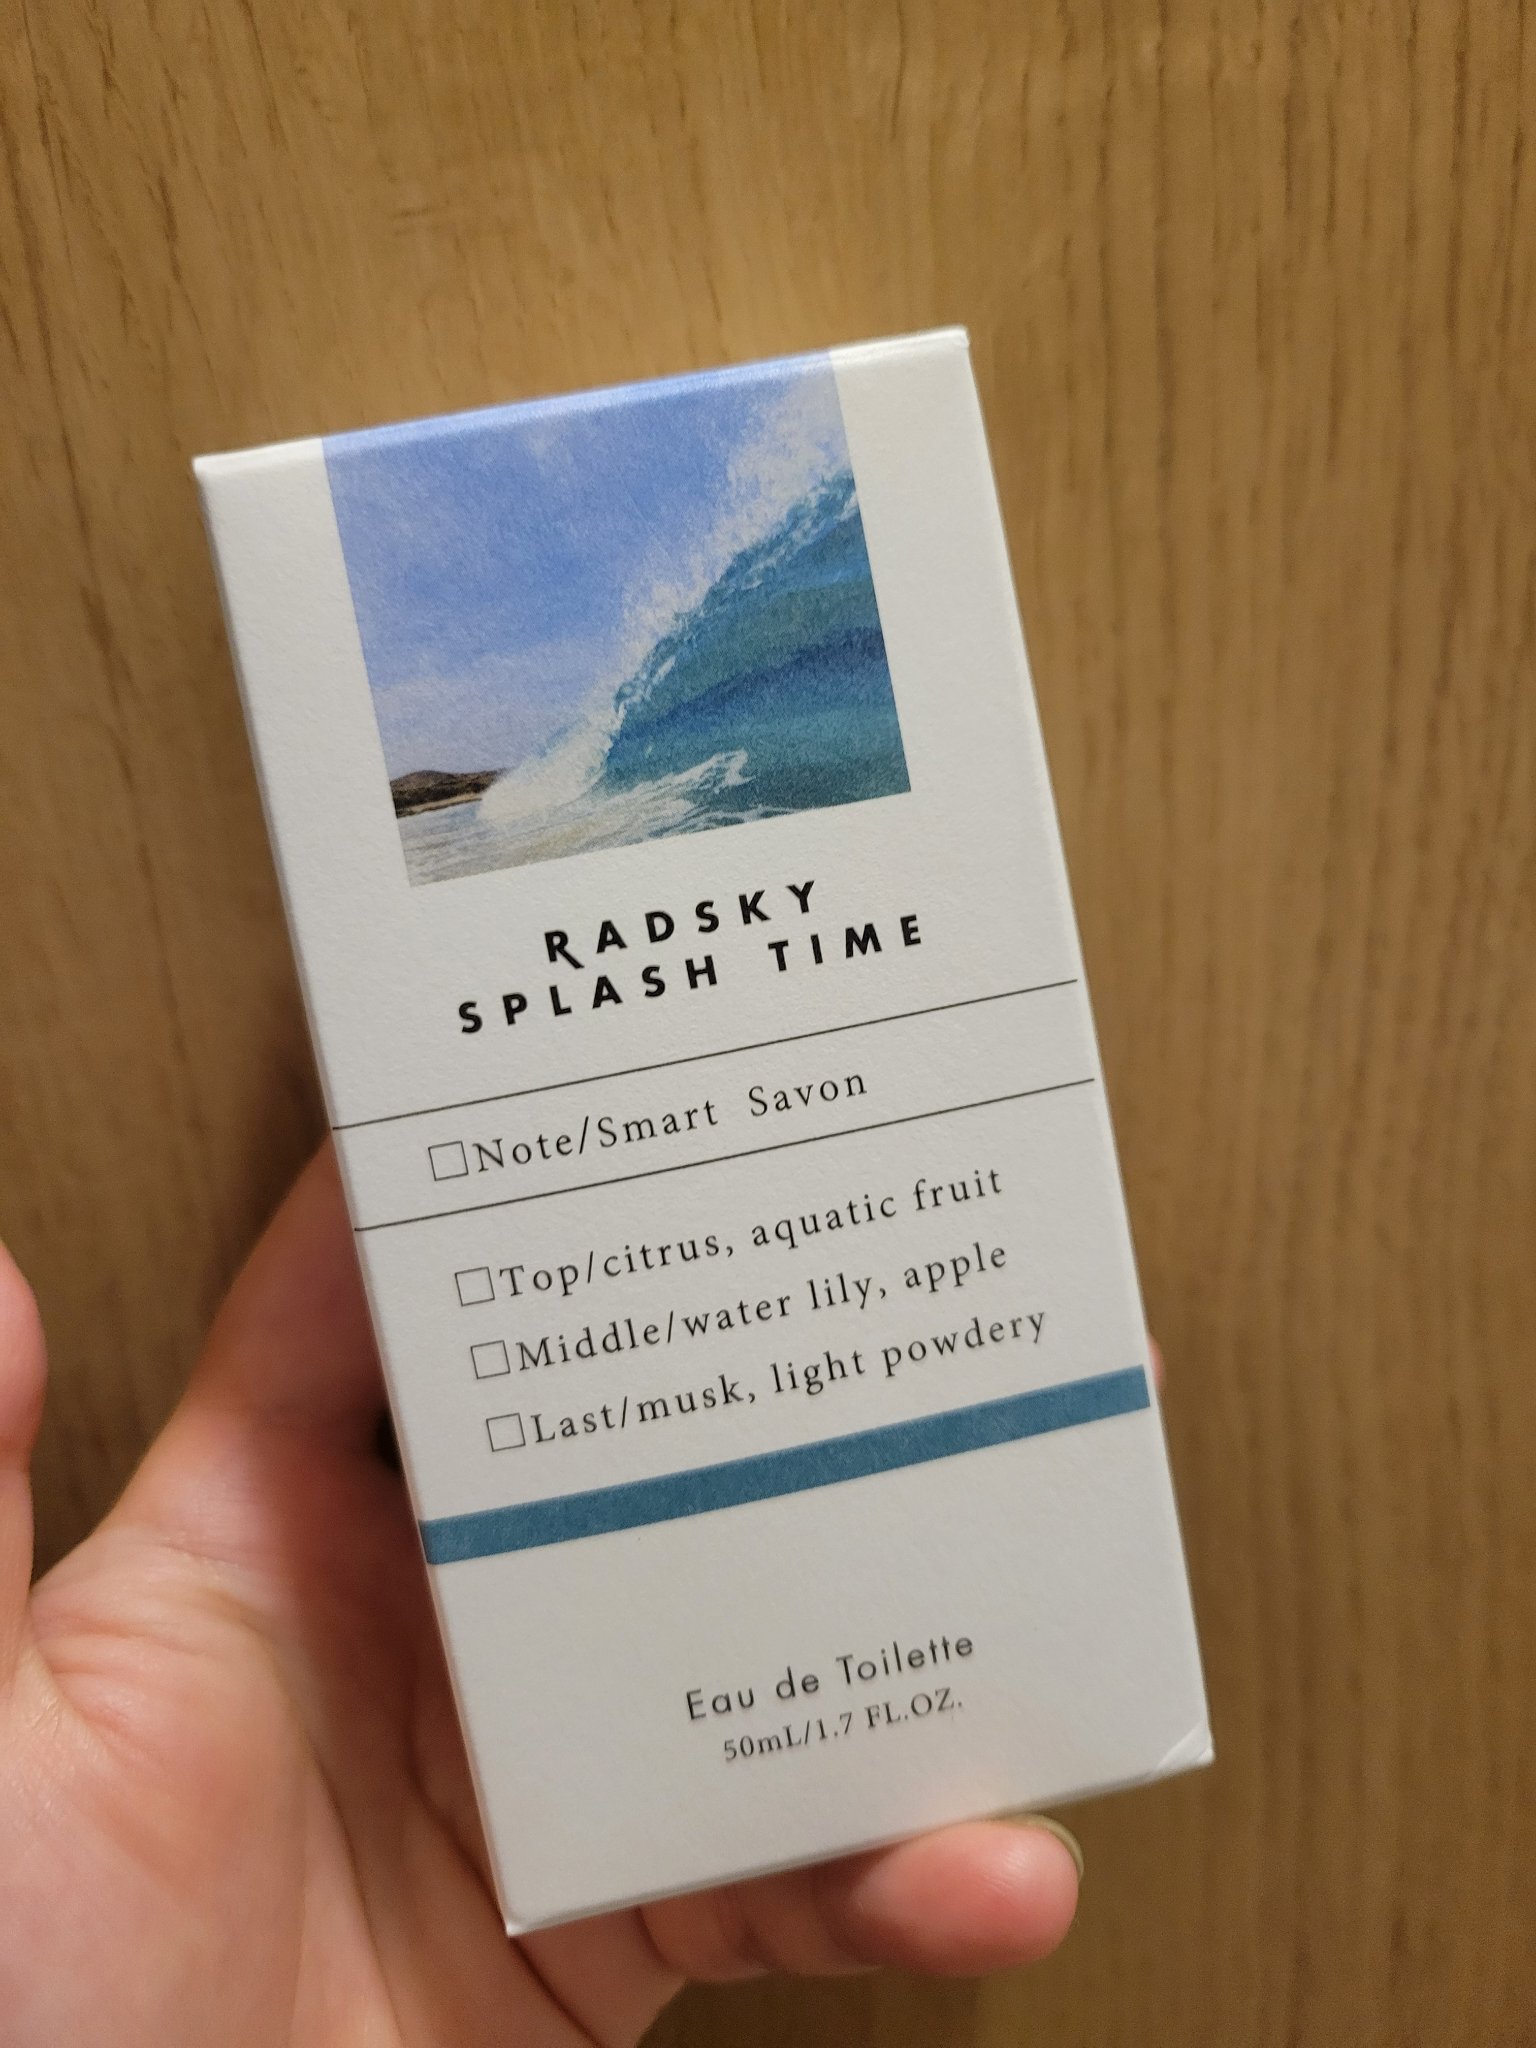 RADSKY
SPLASH TIME
□Note/Smart Savon
□Top/citrus, aquatic fruit
□Middle/water lily, apple
□Last/musk, light powdery
Eau de Toilette
50mL/1.7 FL.OZ.